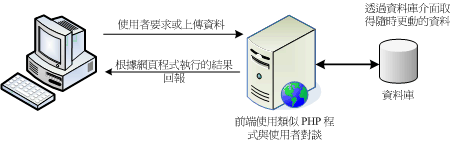 使用者要求或上傳資料
根據網頁程式執行的結果
回報
前端使用類似 PHP 程
式與使用者對談
透過資料庫介面取
得隨時更動的資料
資料庫